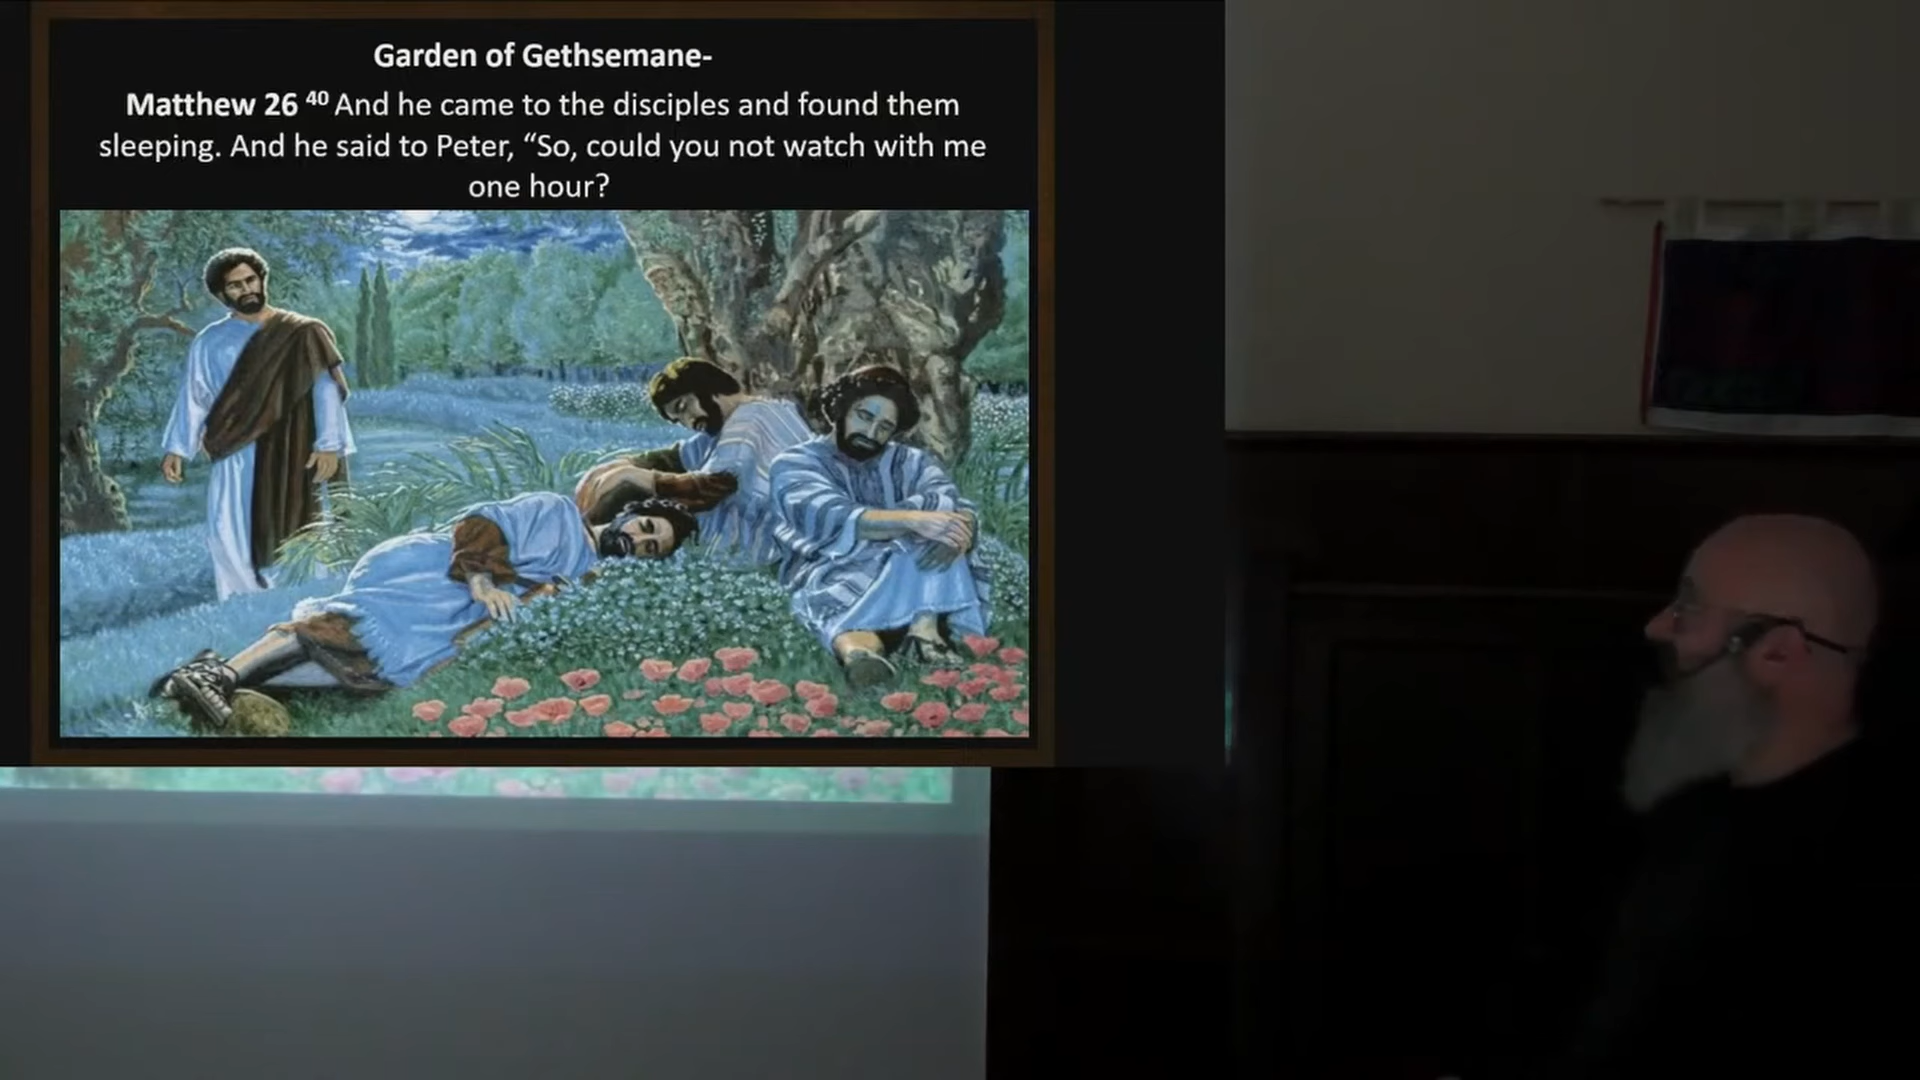 Garden of Gethsemane-
Matthew 26 ⁴⁰ And he came to the disciples and found them
sleeping. And he said to Peter, “So, could you not watch with me
one hour?